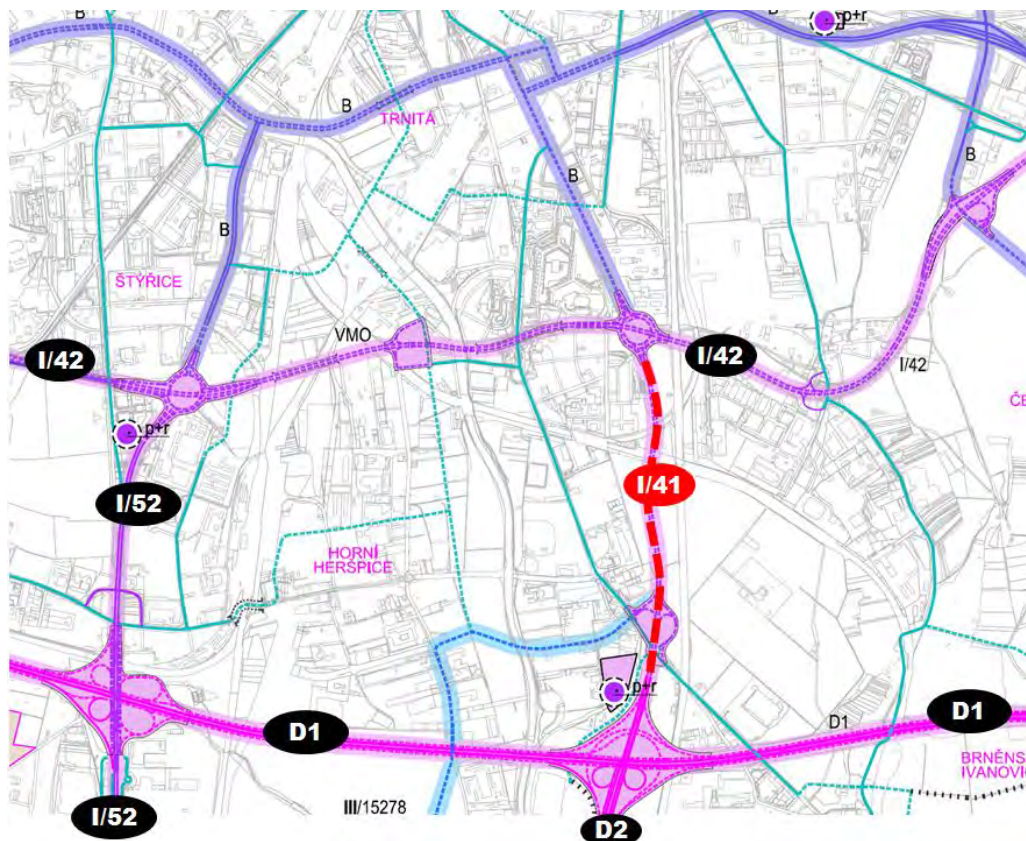 B
B
p+r
B
TRNITÁ
B
B
B
ŠTÝŘICE
VMO
I/42
I/42
I/42
ČE
p+r
I/41
I/52
HORNÍ
HERŠPICE
p+r
D1
D1
D1
BRNĚNS
IVANOVIC
III/15278
I/52
D2